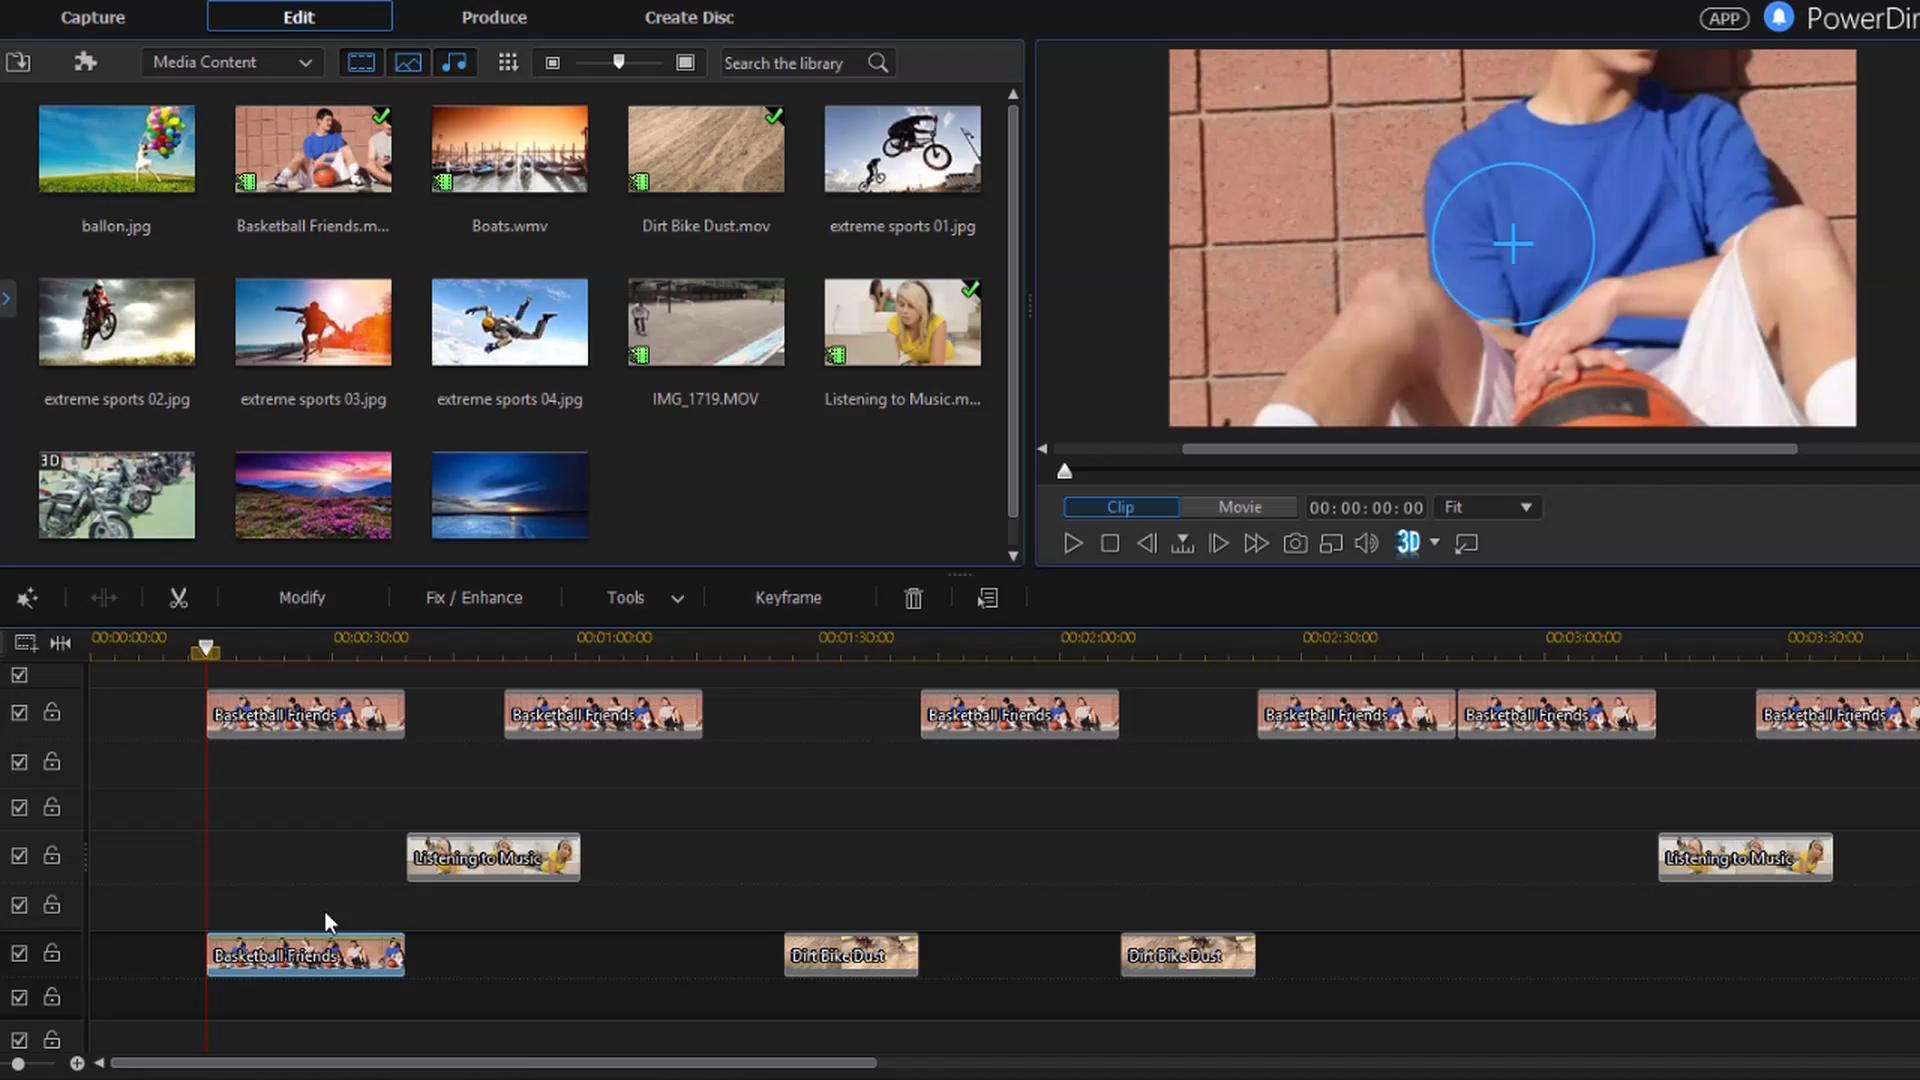 Capture Edit Produce Create Disc APP PowerDir
Media Content Search the library
ballon.jpg Basketball Friends.m... Boats.wmv Dirt Bike Dust.mov extreme sports 01.jpg
extreme sports 02.jpg extreme sports 03.jpg extreme sports 04.jpg IMG_1719.MOV Listening to Music.m...
3D
Clip Movie 00:00:00:00 Fit
3D
Modify Fix / Enhance Tools Keyframe
00:00:00:00 00:00:30:00 00:01:00:00 00:01:30:00 00:02:00:00 00:02:30:00 00:03:00:00 00:03:30:00
Basketball Friends Basketball Friends Basketball Friends Basketball Friends Basketball Friends Basketball Friends
Listening to Music Listening to Music
Basketball Friends Dirt Bike Dust Dirt Bike Dust